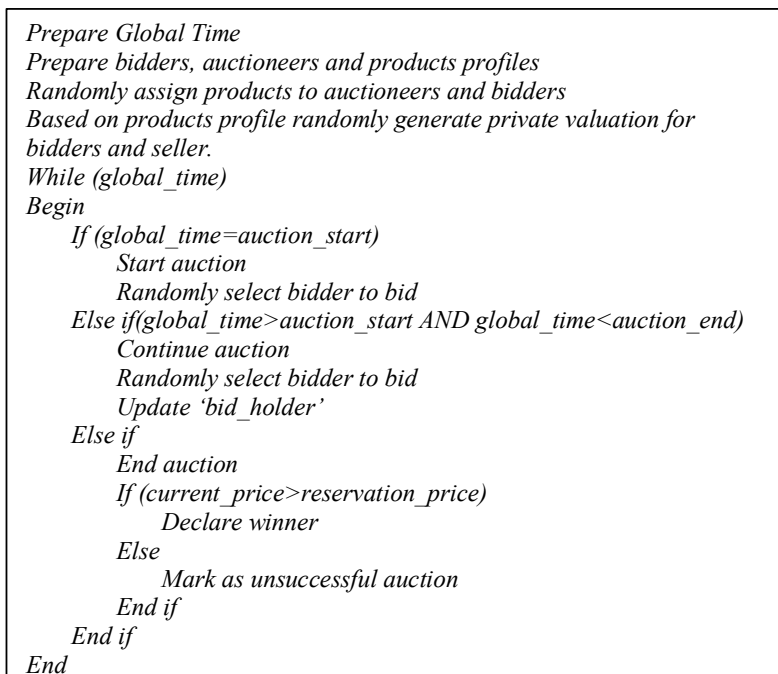 Prepare Global Time
Prepare bidders, auctioneers and products profiles
Randomly assign products to auctioneers and bidders
Based on products profile randomly generate private valuation for
bidders and seller.
While (global_time)
Begin
If (global_time=auction_start)
Start auction
Randomly select bidder to bid
Else if(global_time>auction_start AND global_time<auction_end)
Continue auction
Randomly select bidder to bid
Update ‘bid_holder’
Else if
End auction
If (current_price>reservation_price)
Declare winner
Else
Mark as unsuccessful auction
End if
End if
End